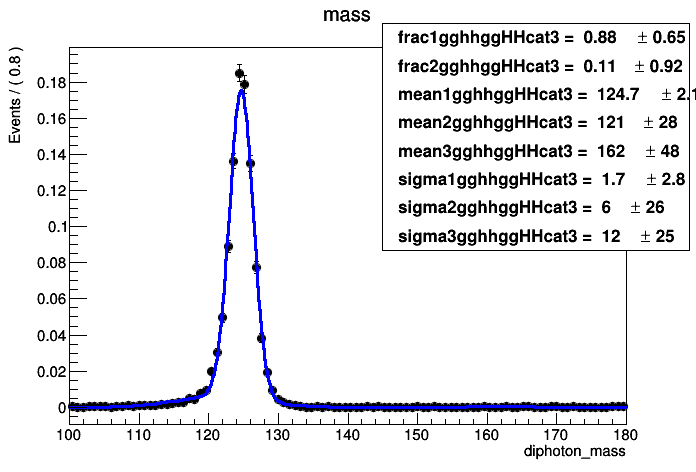 mass
frac1gghhggHHcat3 = 0.88 ± 0.65
frac2gghhggHHcat3 = 0.11 ± 0.92
mean1gghhggHHcat3 = 124.7 ± 2.1
mean2gghhggHHcat3 = 121 ± 28
mean3gghhggHHcat3 = 162 ± 48
sigma1gghhggHHcat3 = 1.7 ± 2.8
sigma2gghhggHHcat3 = 6 ± 26
sigma3gghhggHHcat3 = 12 ± 25
Events / ( 0.8 )
0.18
0.16
0.14
0.12
0.1
0.08
0.06
0.04
0.02
0
100 110 120 130 140 150 160 170 180
diphoton_mass